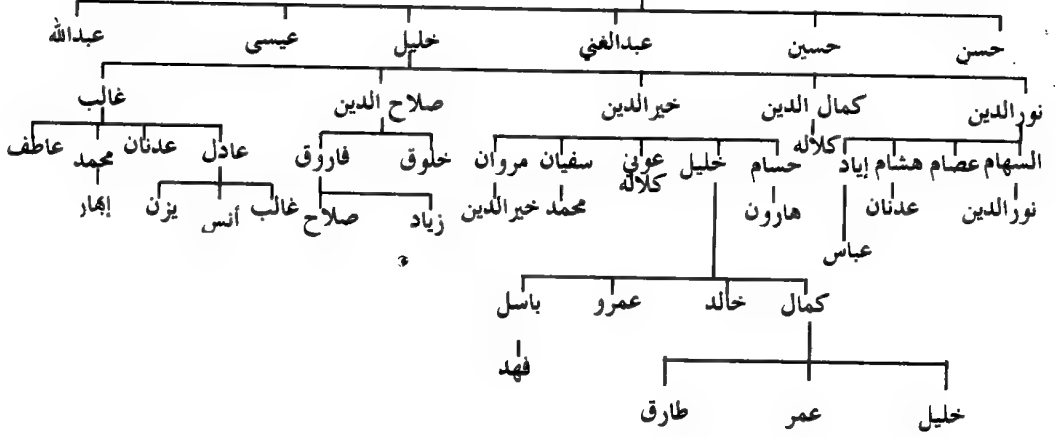 حسن حسين عبدالغني خليل عيسى عبدالله
نورالدين كمال الدين خيرالدين صلاح الدين غالب
كلاله
السهام عصام هشام إياد حسام خليل عوني سفيان مروان خلوق فاروق عادل عدنان محمد عاطف
كلاله
نورالدين عدنان هارون محمد خيرالدين زياد صلاح غالب أنس يزن إيهار
عباس
كمال خالد عمرو باسل
فهد
خليل عمر طارق